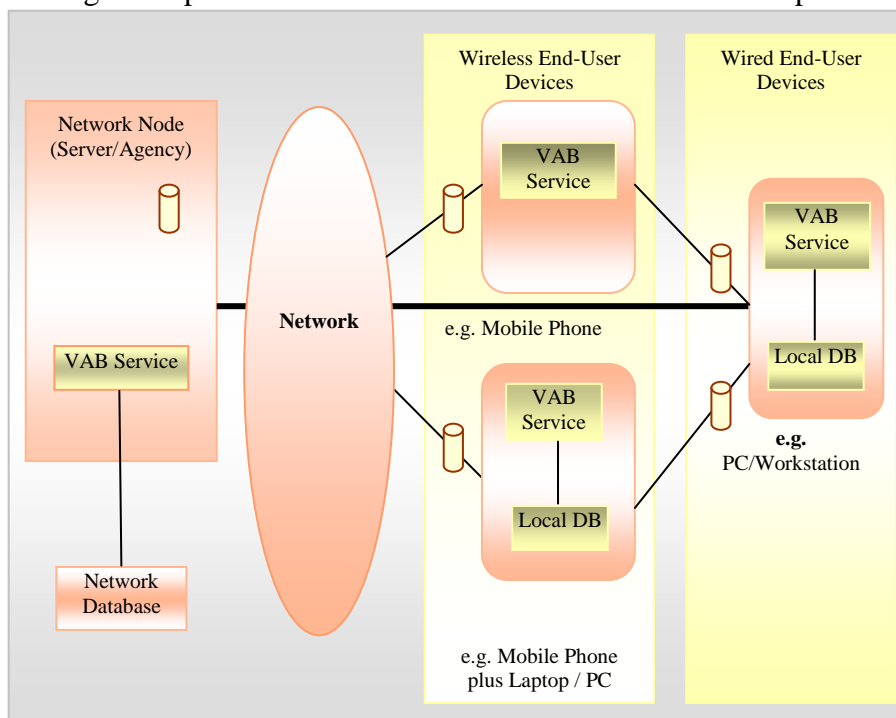 Network Node
(Server/Agency)
VAB Service
Network
Database
Network
Wireless End-User
Devices
VAB
Service
e.g. Mobile Phone
VAB
Service
Local DB
e.g. Mobile Phone
plus Laptop / PC
Wired End-User
Devices
VAB
Service
Local DB
e.g.
PC/Workstation